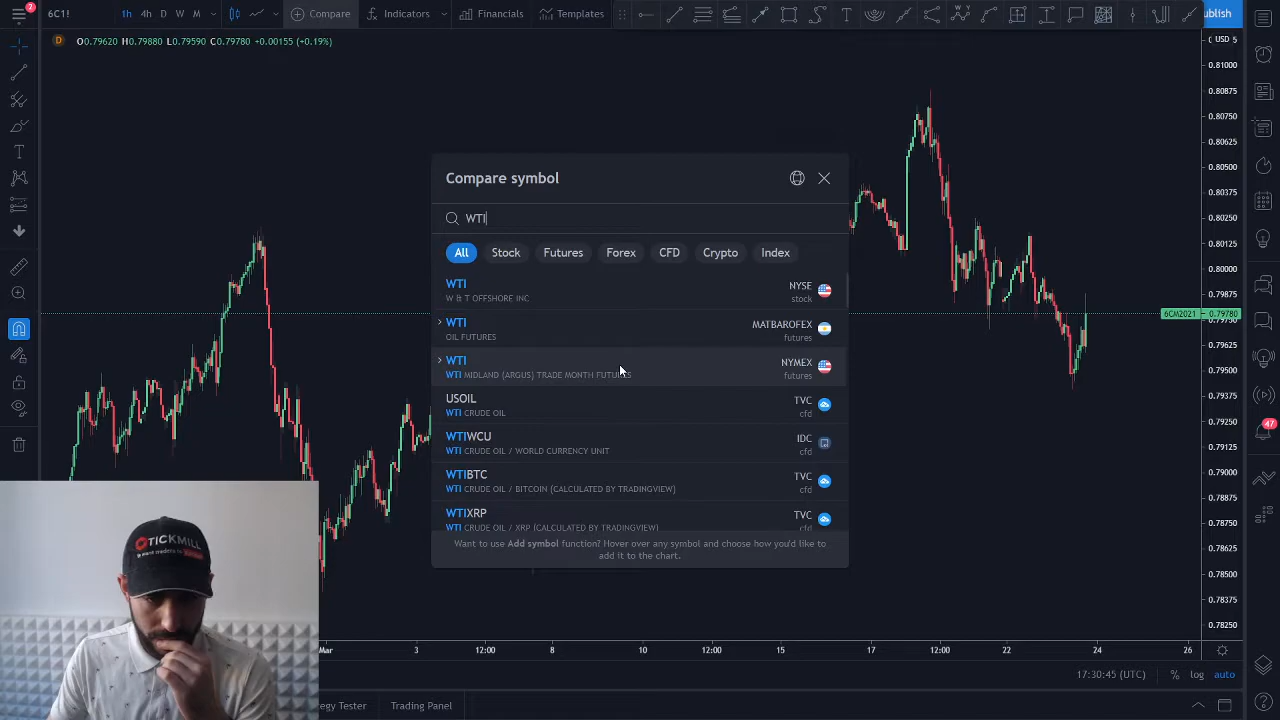 2
6C1!
1h 4h D W M
Compare
Indicators
Financials
Templates
blish
D O0.79620 H0.79880 L0.79590 C0.79780 +0.00155 (+0.19%)
USD
0.81000
0.80875
0.80750
0.80625
0.80500
0.80375
0.80250
0.80125
0.80000
0.79875
6CM2021 0.79780
0.79750
0.79625
0.79500
0.79375
0.79250
0.79125
0.79000
0.78875
0.78750
0.78625
0.78500
0.78375
0.78250
47
Compare symbol
WTI
All Stock Futures Forex CFD Crypto Index
WTI NYSE
W & T OFFSHORE INC stock
WTI MATBAROFEX
OIL FUTURES futures
WTI NYMEX
WTI MIDLAND (ARGUS) TRADE MONTH FUTURES futures
USOIL TVC
WTI CRUDE OIL cfd
WTIWCU IDC
WTI CRUDE OIL / WORLD CURRENCY UNIT cfd
WTIBTC TVC
WTI CRUDE OIL / BITCOIN (CALCULATED BY TRADINGVIEW) cfd
WTIXRP TVC
WTI CRUDE OIL / XRP (CALCULATED BY TRADINGVIEW) cfd
Want to use Add symbol function? Hover over any symbol and choose how you'd like to
add it to the chart.
TICKMILL
Mar 3 12:00 8 10 12:00 15 17 12:00 22 24 26
17:30:45 (UTC) % log auto
egy Tester Trading Panel